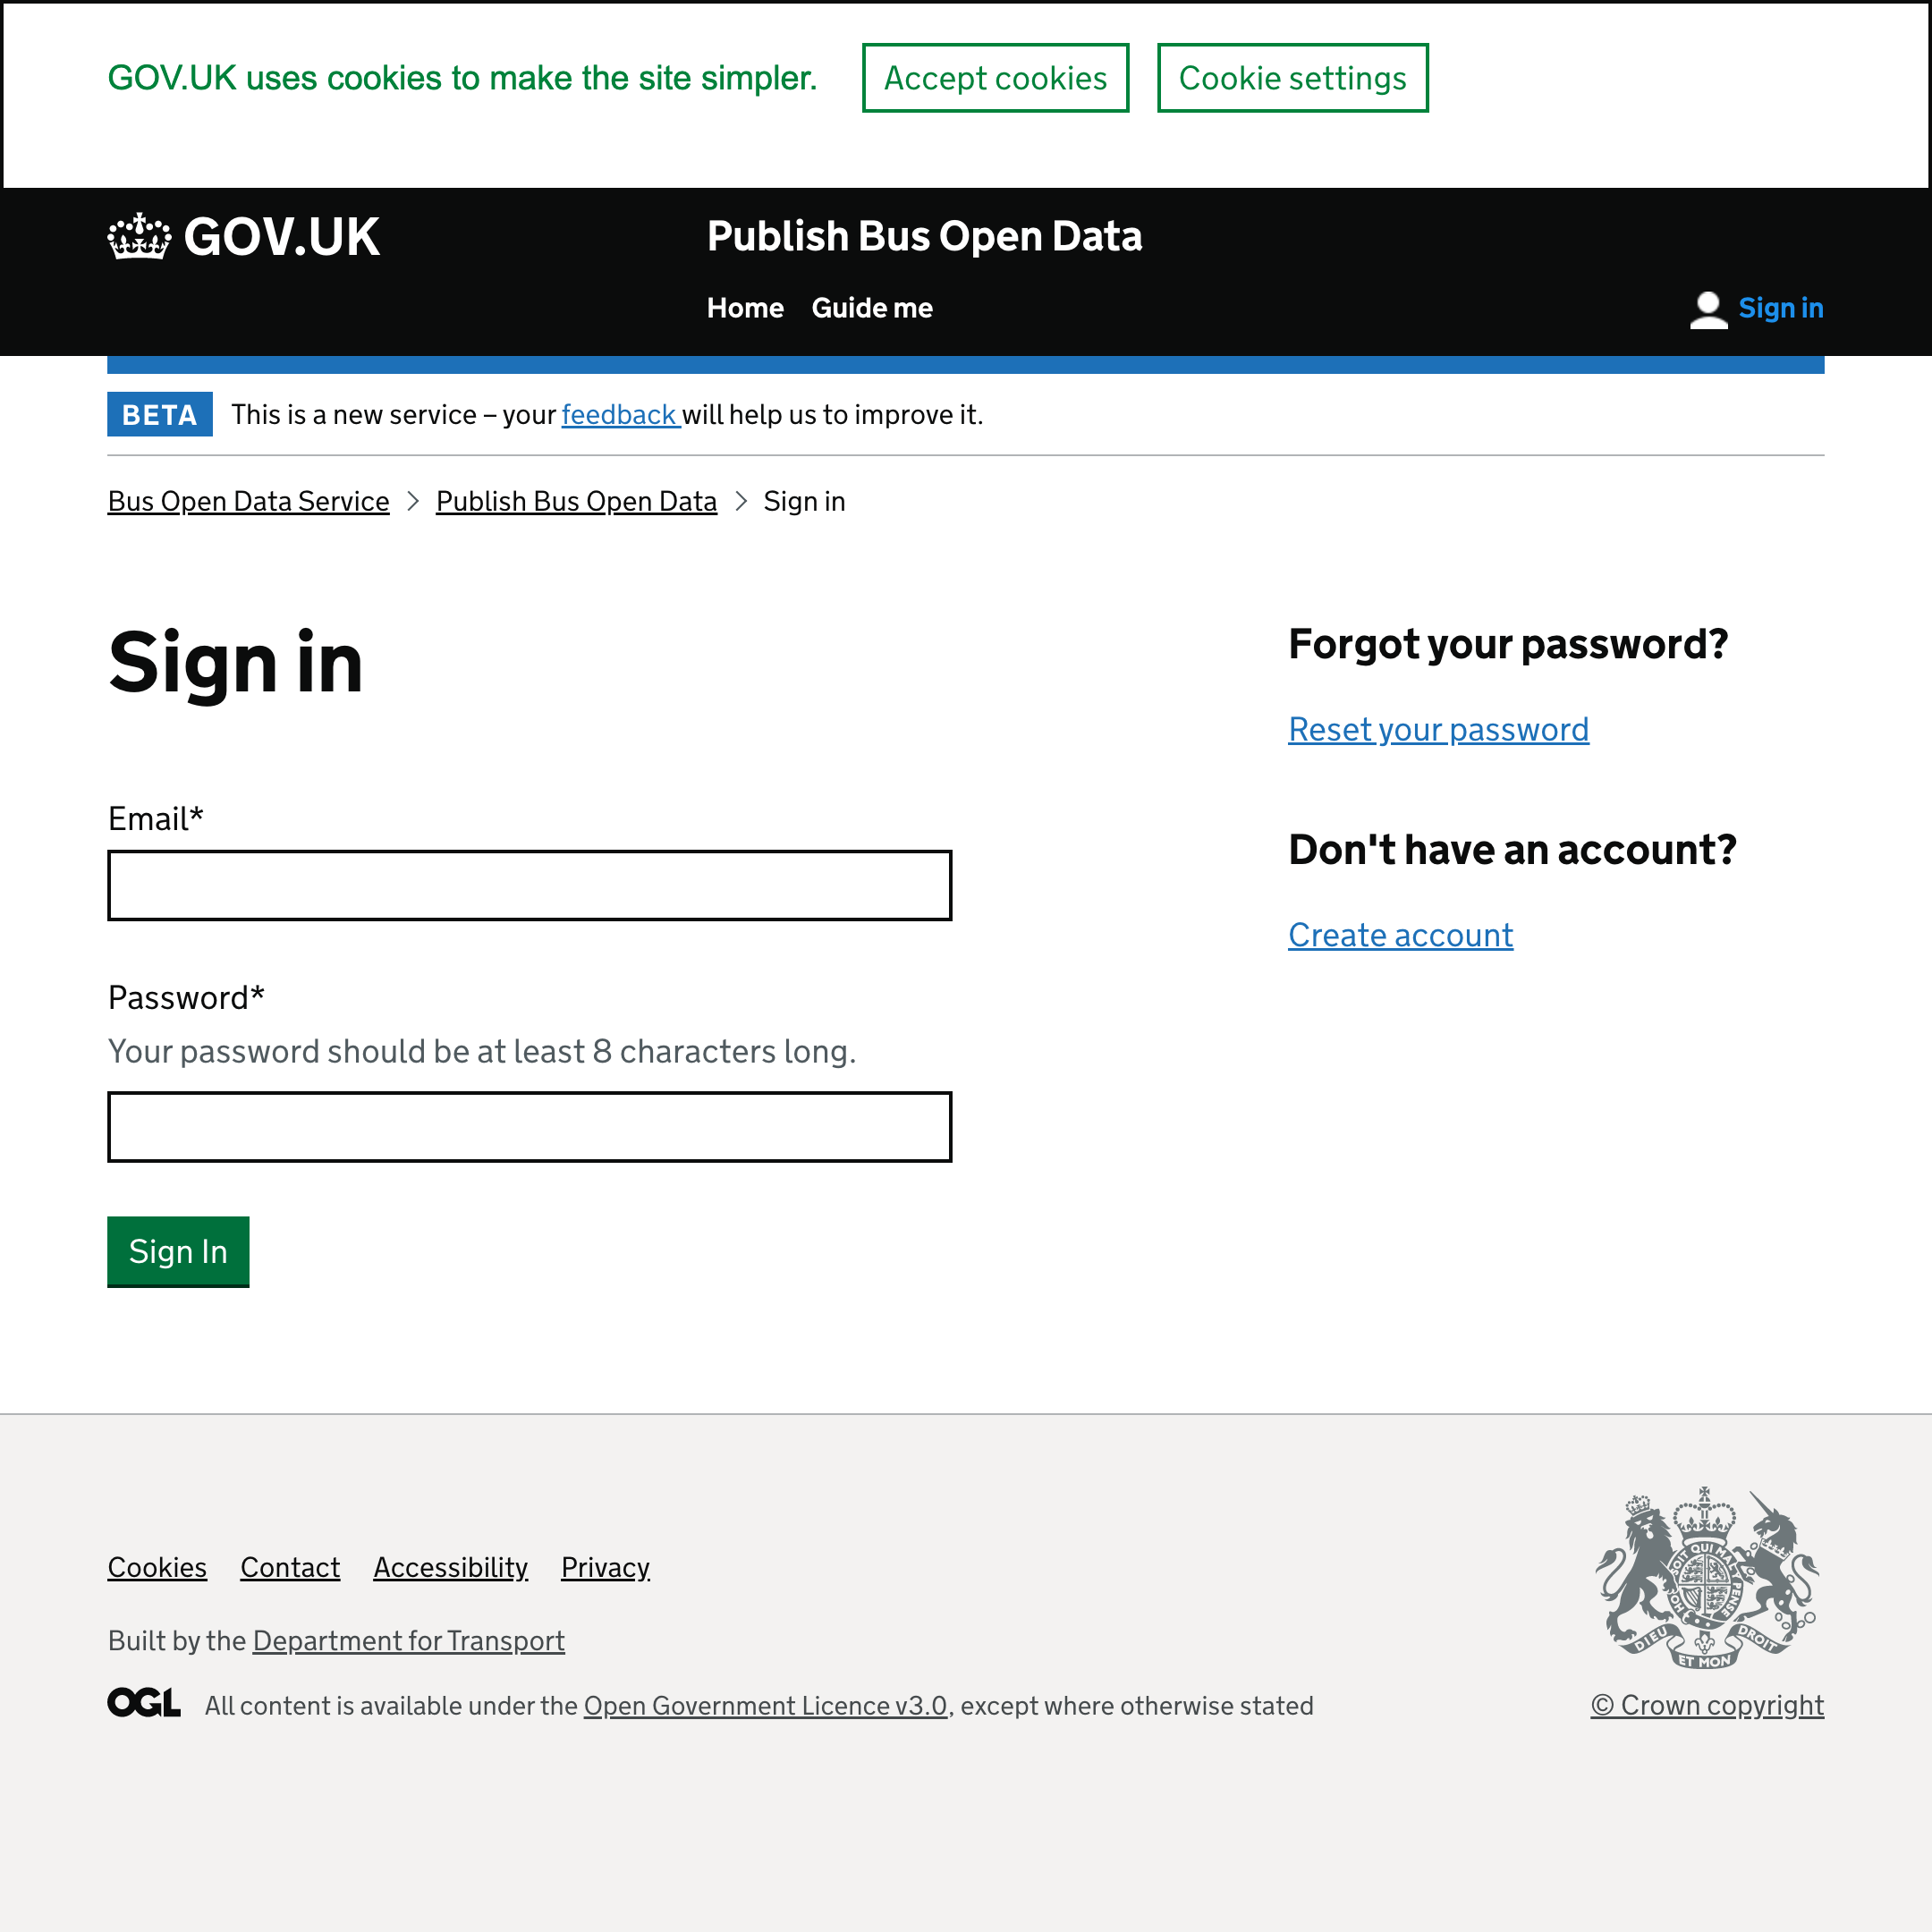 GOV.UK uses cookies to make the site simpler. Accept cookies Cookie settings
GOV.UK Publish Bus Open Data
Home Guide me Sign in
BETA This is a new service – your feedback will help us to improve it.
Bus Open Data Service > Publish Bus Open Data > Sign in
Sign in
Email*
Password*
Your password should be at least 8 characters long.
Sign In
Forgot your password?
Reset your password
Don't have an account?
Create account
Cookies Contact Accessibility Privacy
Built by the Department for Transport
OGL All content is available under the Open Government Licence v3.0, except where otherwise stated
DIEU ET MON DROIT
© Crown copyright